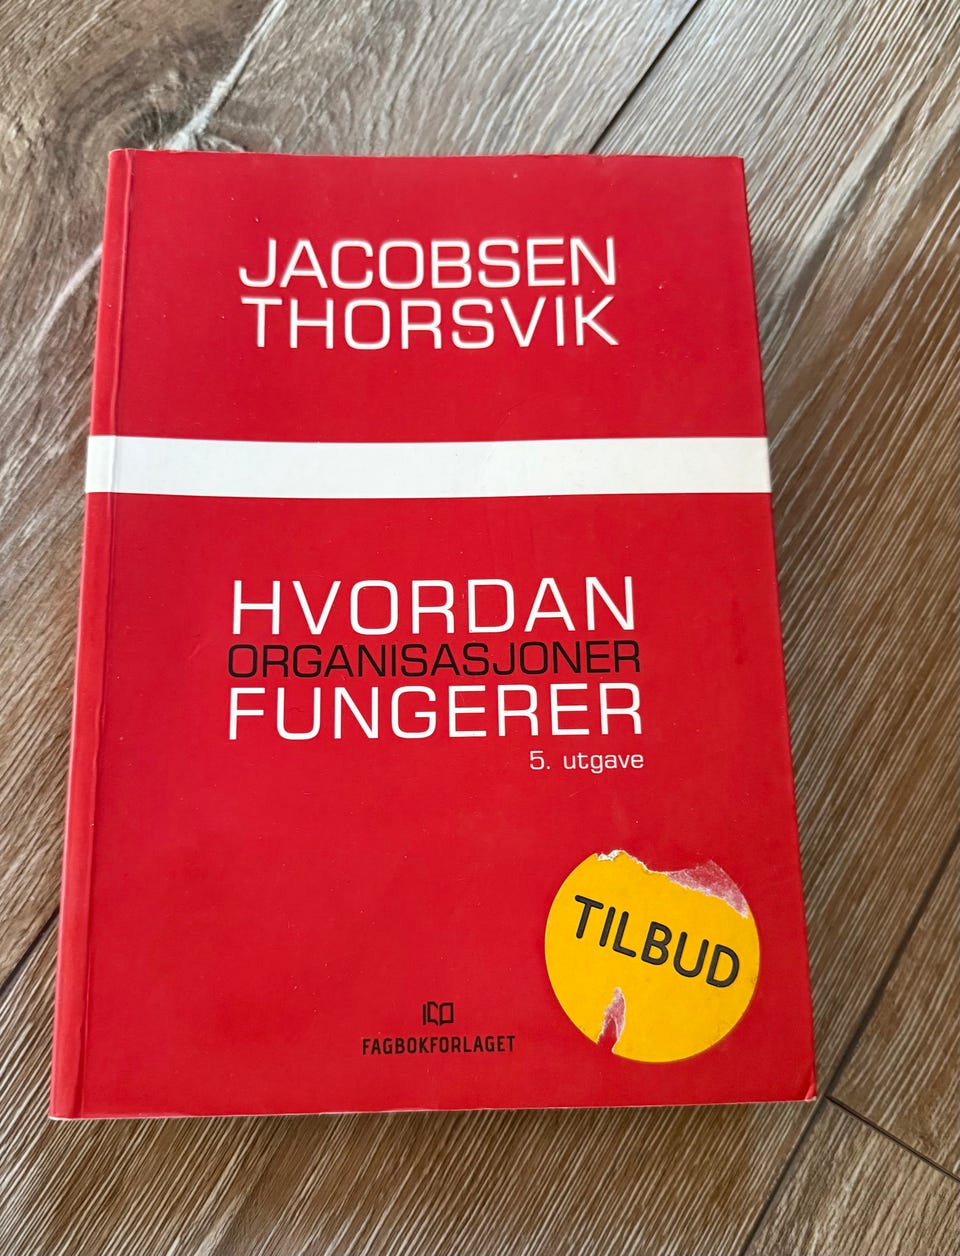 JACOBSEN
THORSVIK
HVORDAN
ORGANISASJONER
FUNGERER
5. utgave
TILBUD
FAGBOKFORLAGET